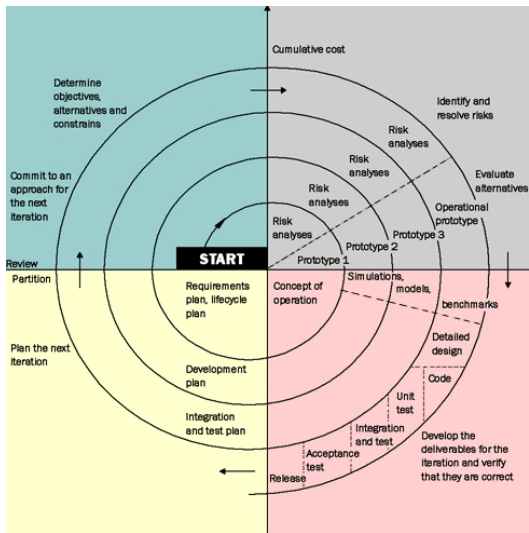 Cumulative cost
Determine
objectives,
alternatives and
constrains
Identify and
resolve risks
Risk
analyses
Risk
analyses
Commit to an
approach for
the next
iteration
Evaluate
alternatives
Risk
analyses
Operational
prototype
Risk
analyses
Prototype 3
Prototype 2
START
Prototype 1
Review
Partition
Requirements
plan, lifecycle
plan
Concept of
operation
Simulations,
models,
benchmarks
Plan the next
iteration
Detailed
design
Development
plan
Code
Unit
test
Integration
and test plan
Integration
and test
Acceptance
test
Release
Develop the
deliverables for the
iteration and verify
that they are correct